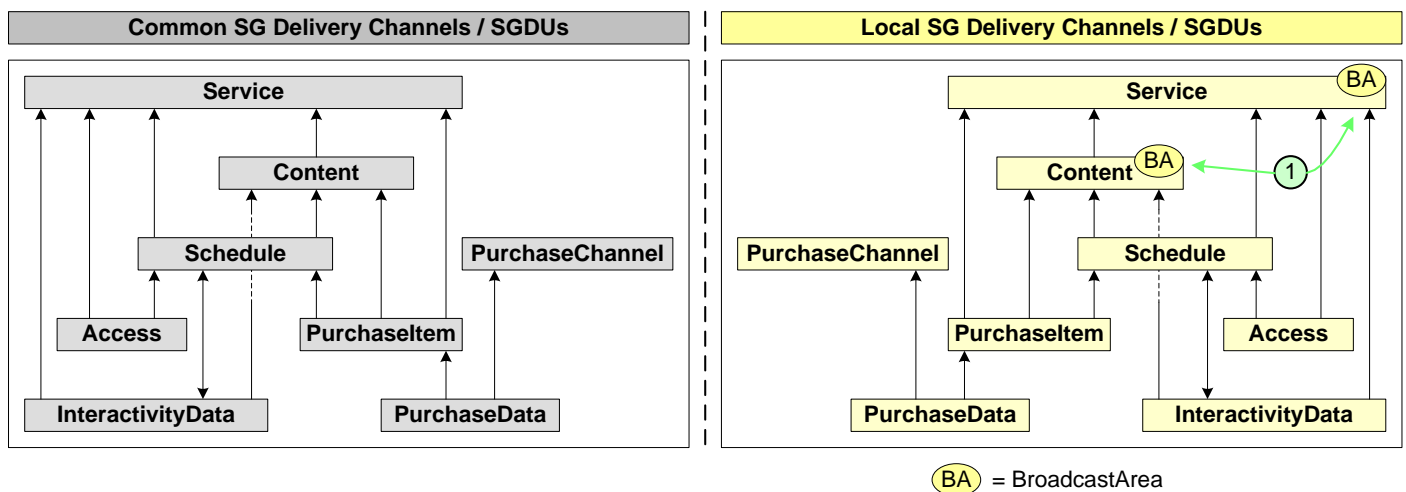 Common SG Delivery Channels / SGDUs
Local SG Delivery Channels / SGDUs
Service
Content
Schedule
PurchaseChannel
Access
PurchaseItem
InteractivityData
PurchaseData
BA
Service
BA
Content
1
PurchaseChannel
Schedule
PurchaseItem
Access
PurchaseData
InteractivityData
BA = BroadcastArea